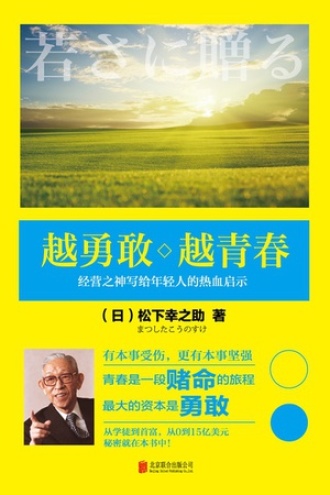 若さに贈る
越勇敢◇越青春
经营之神写给年轻人的热血启示
（日）松下幸之助 著
まつしたこうのすけ
有本事受伤，更有本事坚强
青春是一段赌命的旅程
最大的资本是勇敢
从学徒到首富，从0到15亿美元
秘密就在本书中！
北京联合出版公司